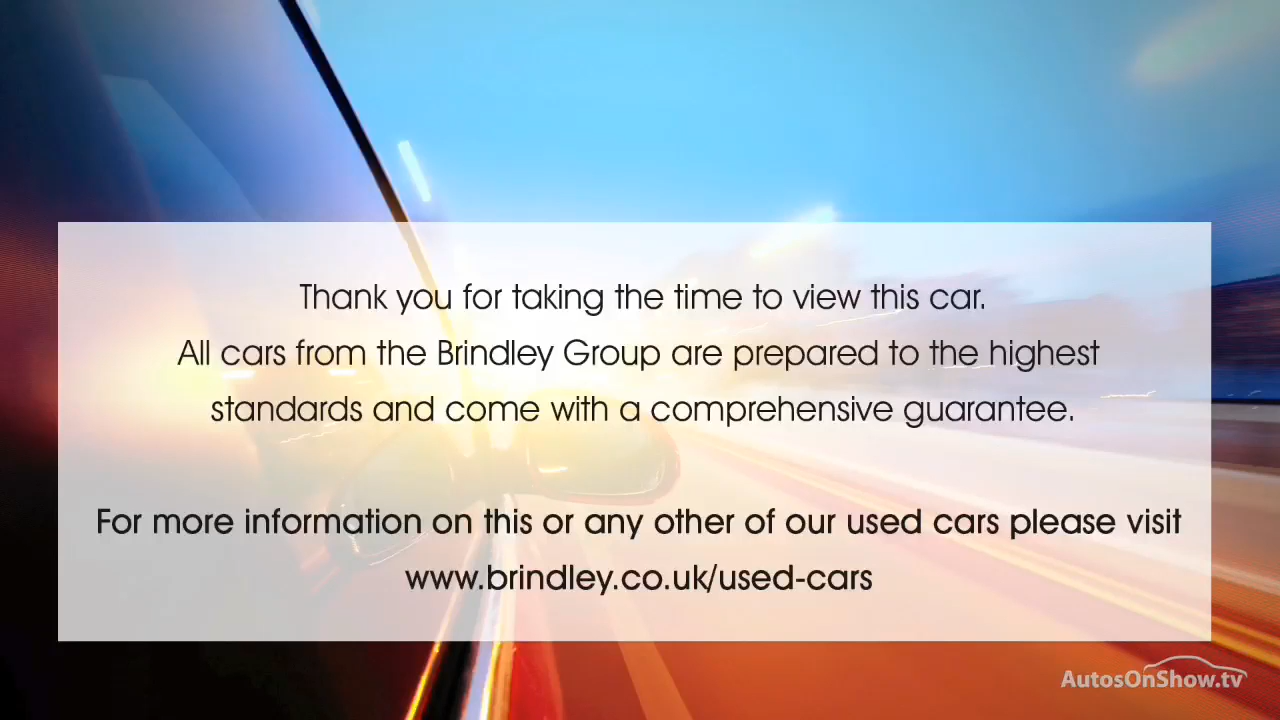 Thank you for taking the time to view this car.
All cars from the Brindley Group are prepared to the highest
standards and come with a comprehensive guarantee.
For more information on this or any other of our used cars please visit
www.brindley.co.uk/used-cars
AutosOnShow.tv